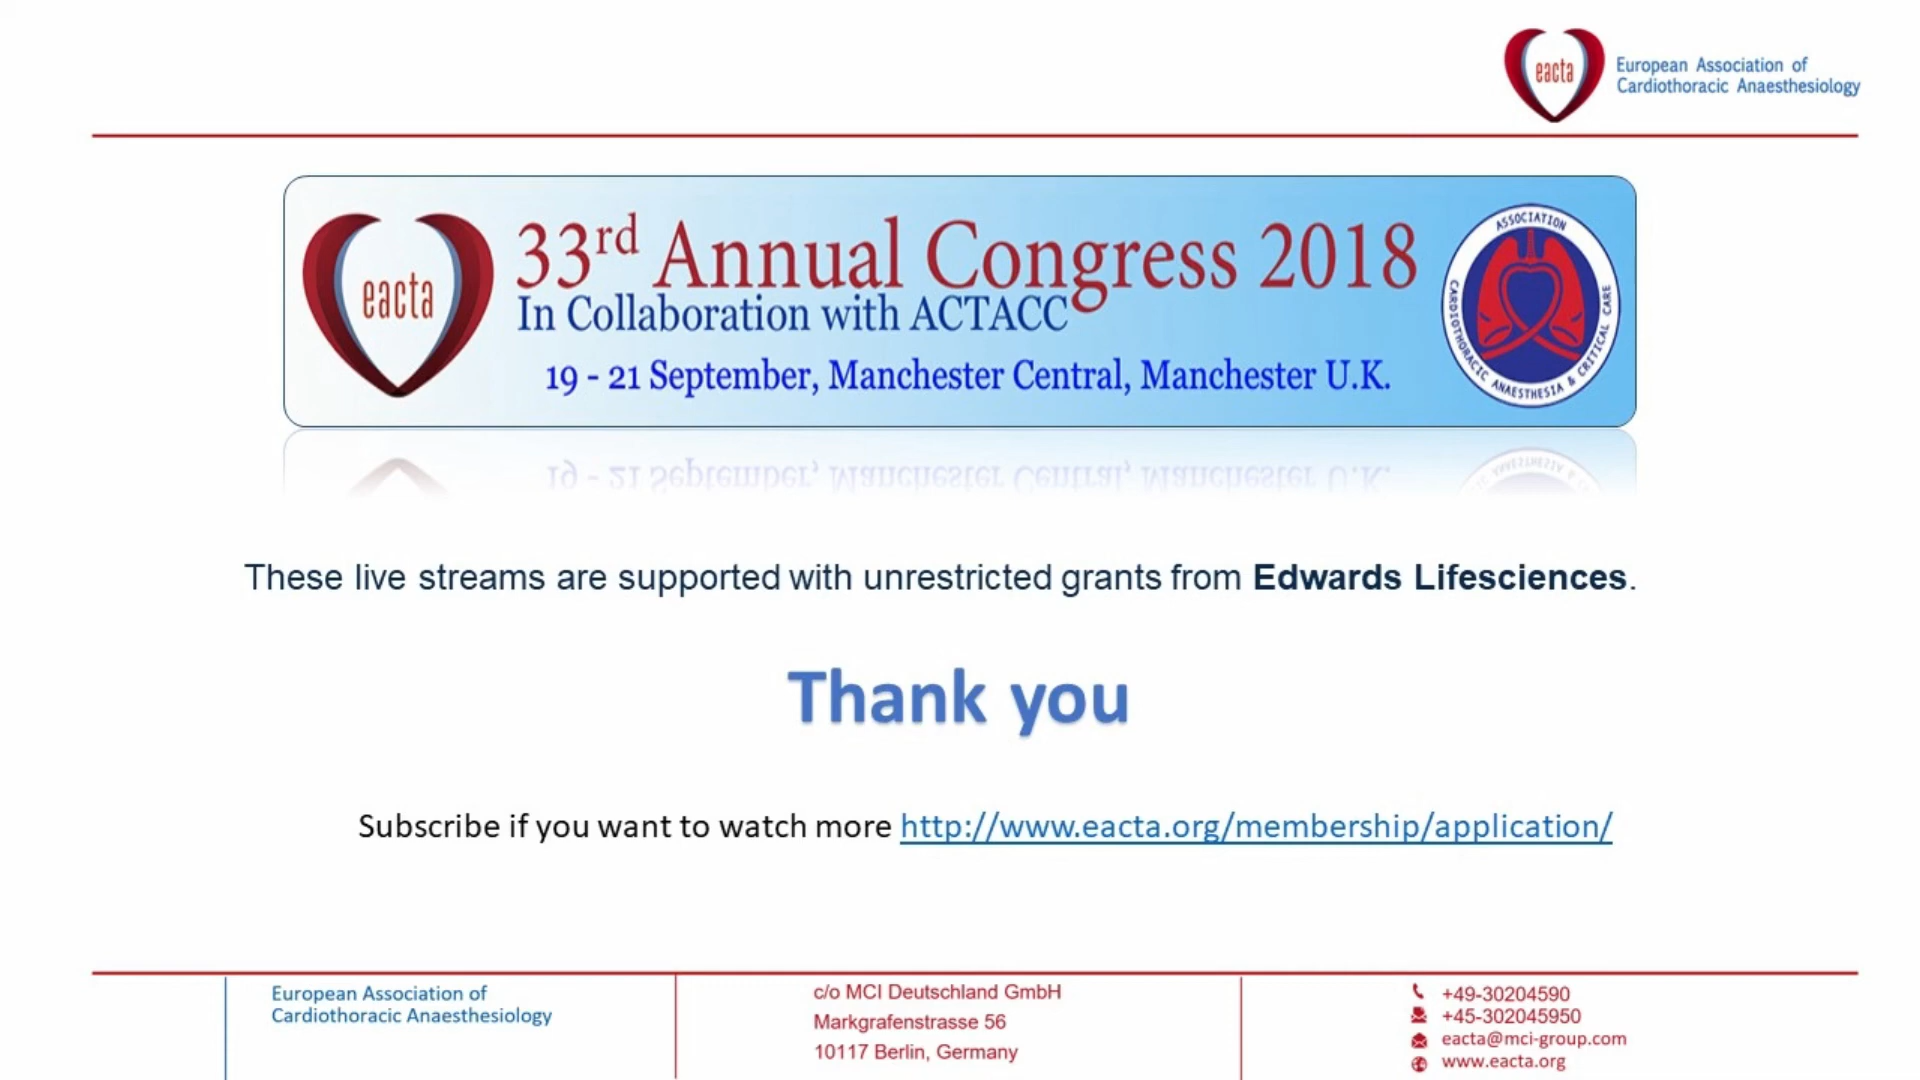 eacta
European Association of
Cardiothoracic Anaesthesiology
eacta
33rd Annual Congress 2018
In Collaboration with ACTACC
19 - 21 September, Manchester Central, Manchester U.K.
ASSOCIATION
CARDIOTHORACIC ANAESTHESIA & CRITICAL CARE
These live streams are supported with unrestricted grants from Edwards Lifesciences.
Thank you
Subscribe if you want to watch more http://www.eacta.org/membership/application/
European Association of
Cardiothoracic Anaesthesiology
c/o MCI Deutschland GmbH
Markgrafenstrasse 56
10117 Berlin, Germany
+49-30204590
+45-302045950
eacta@mci-group.com
www.eacta.org